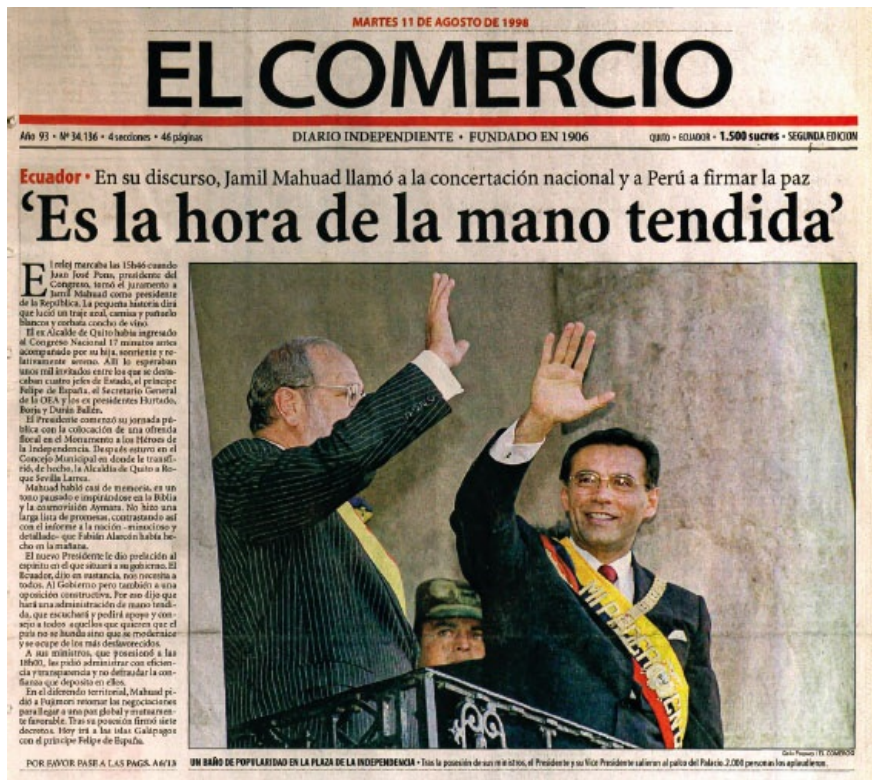 MARTES 11 DE AGOSTO DE 1998
EL COMERCIO
Año 93 • Nº 34.136 • 4 secciones • 46 páginas
DIARIO INDEPENDIENTE • FUNDADO EN 1906
QUITO • ECUADOR • 1.500 sucres • SEGUNDA EDICION
Ecuador • En su discurso, Jamil Mahuad llamó a la concertación nacional y a Perú a firmar la paz
‘Es la hora de la mano tendida’
El reloj marcaba las 15h46 cuando
Juan José Pons, presidente del
Congreso, tomó el juramento a
Jamil Mahuad como presidente
de la República. La pequeña historia dirá
que lució un traje azul, camisa y pañuelo
blancos y corbata concho de vino.
El ex Alcalde de Quito había ingresado
al Congreso Nacional 17 minutos antes
acompañado por su hija, sonriente y re-
lativamente sereno. Allí lo esperaban
unos mil invitados entre los que se desta-
caban cuatro jefes de Estado, el príncipe
Felipe de España, el Secretario General
de la OEA y los ex presidentes Hurtado,
Borja y Durán Ballén.
El Presidente comenzó su jornada pú-
blica con la colocación de una ofrenda
floral en el Monumento a los Héroes de
la Independencia. Después estuvo en el
Concejo Municipal en donde le transfi-
rió, de hecho, la Alcaldía de Quito a Ro-
que Sevilla Larrea.
Mahuad habló casi de memoria, en un
tono pausado e inspirándose en la Biblia
y la cosmovisión Aymara. No hizo una
larga lista de promesas, contrastando así
con el informe a la nación -minucioso y
detallado- que Fabián Alarcón había he-
cho en la mañana.
El nuevo Presidente le dio prelación al
espíritu en el que situará a su gobierno. El
Ecuador, dijo en sustancia, nos necesita a
todos. Al Gobierno pero también a una
oposición constructiva. Por eso dijo que
hará una administración de mano tendi-
da, que escuchará y pedirá apoyo y con-
sejo a todos aquellos que quieren que el
país no se hunda sino que se modernice
y se ocupe de los más desfavorecidos.
A sus ministros, que posesionó a las
18h00, les pidió administrar con eficien-
cia y transparencia y no defraudar la con-
fianza que deposito en ellos.
En el diferendo territorial, Mahuad pi-
dió a Fujimori retomar las negociaciones
para llegar a una paz global y mutuamen-
te favorable. Tras su posesión firmó siete
decretos. Hoy irá a las islas Galápagos
con el príncipe Felipe de España.
POR FAVOR PASE A LAS PAGS. A6/13
MI PODER
EN
EL COMERCIO
UN BAÑO DE POPULARIDAD EN LA PLAZA DE LA INDEPENDENCIA • Tras la posesión de sus ministros, el Presidente y su Vice Presidente salieron al palco del Palacio. 2.000 personas los aplaudieron.